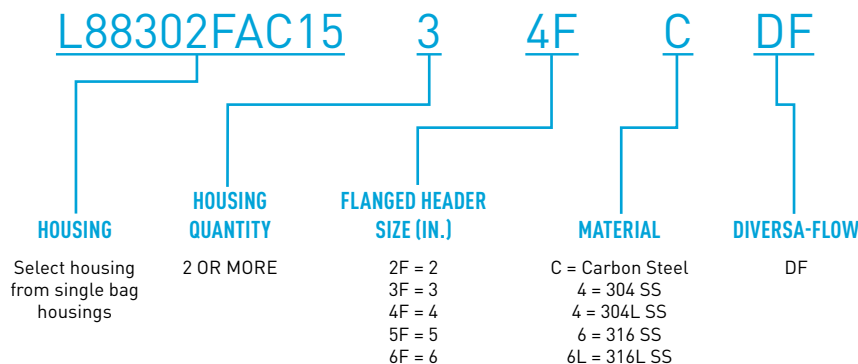 L88302FAC15 3 4F C DF
HOUSING
Select housing
from single bag
housings
HOUSING
QUANTITY
2 OR MORE
FLANGED HEADER
SIZE (IN.)
2F = 2
3F = 3
4F = 4
5F = 5
6F = 6
MATERIAL
C = Carbon Steel
4 = 304 SS
4 = 304L SS
6 = 316 SS
6L = 316L SS
DIVERSA-FLOW
DF